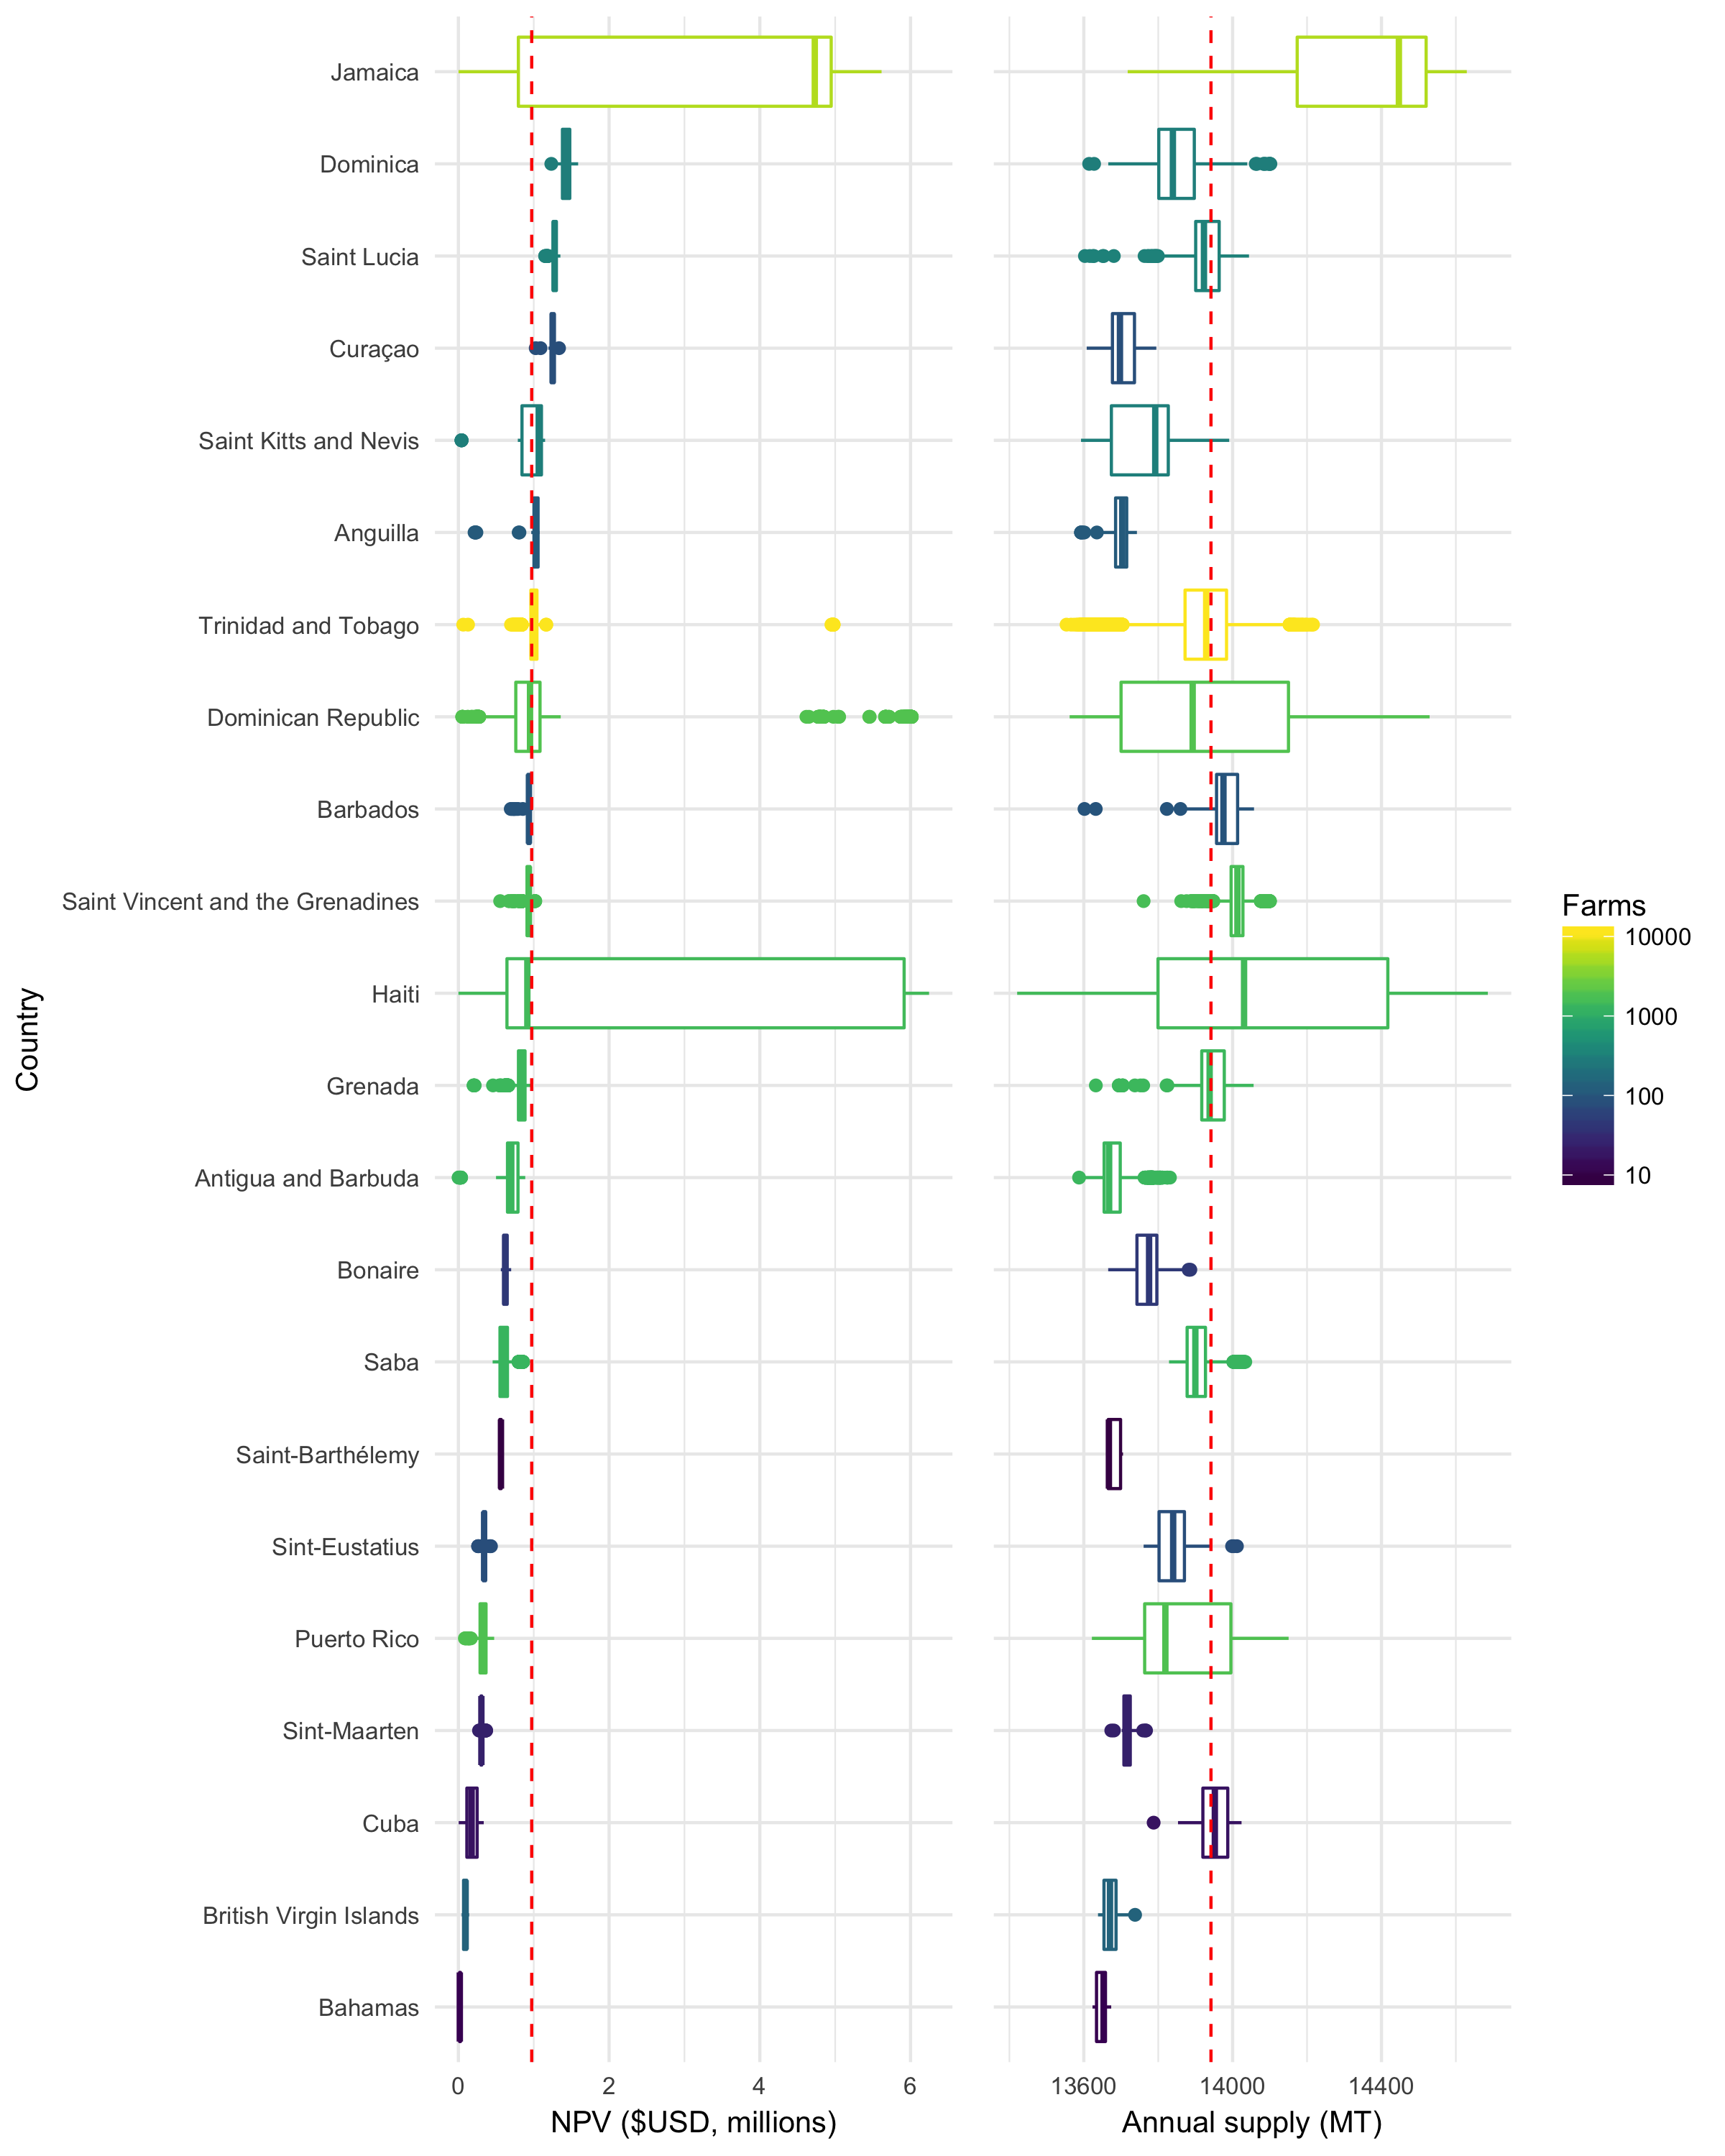 Country
Jamaica
Dominica
Saint Lucia
Curaçao
Saint Kitts and Nevis
Anguilla
Trinidad and Tobago
Dominican Republic
Barbados
Saint Vincent and the Grenadines
Haiti
Grenada
Antigua and Barbuda
Bonaire
Saba
Saint-Barthélemy
Sint-Eustatius
Puerto Rico
Sint-Maarten
Cuba
British Virgin Islands
Bahamas
0 2 4 6
NPV ($USD, millions)
13600 14000 14400
Annual supply (MT)
Farms
10000
1000
100
10